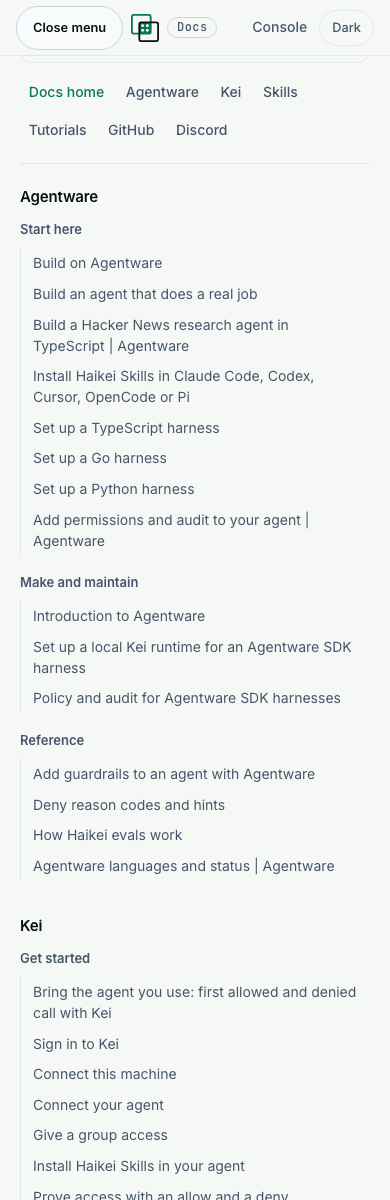 Close menu
Docs
Console
Dark
Docs home
Agentware
Kei
Skills
Tutorials
GitHub
Discord
Agentware
Start here
Build on Agentware
Build an agent that does a real job
Build a Hacker News research agent in
TypeScript | Agentware
Install Haikei Skills in Claude Code, Codex,
Cursor, OpenCode or Pi
Set up a TypeScript harness
Set up a Go harness
Set up a Python harness
Add permissions and audit to your agent |
Agentware
Make and maintain
Introduction to Agentware
Set up a local Kei runtime for an Agentware SDK
harness
Policy and audit for Agentware SDK harnesses
Reference
Add guardrails to an agent with Agentware
Deny reason codes and hints
How Haikei evals work
Agentware languages and status | Agentware
Kei
Get started
Bring the agent you use: first allowed and denied
call with Kei
Sign in to Kei
Connect this machine
Connect your agent
Give a group access
Install Haikei Skills in your agent
Prove access with an allow and a deny